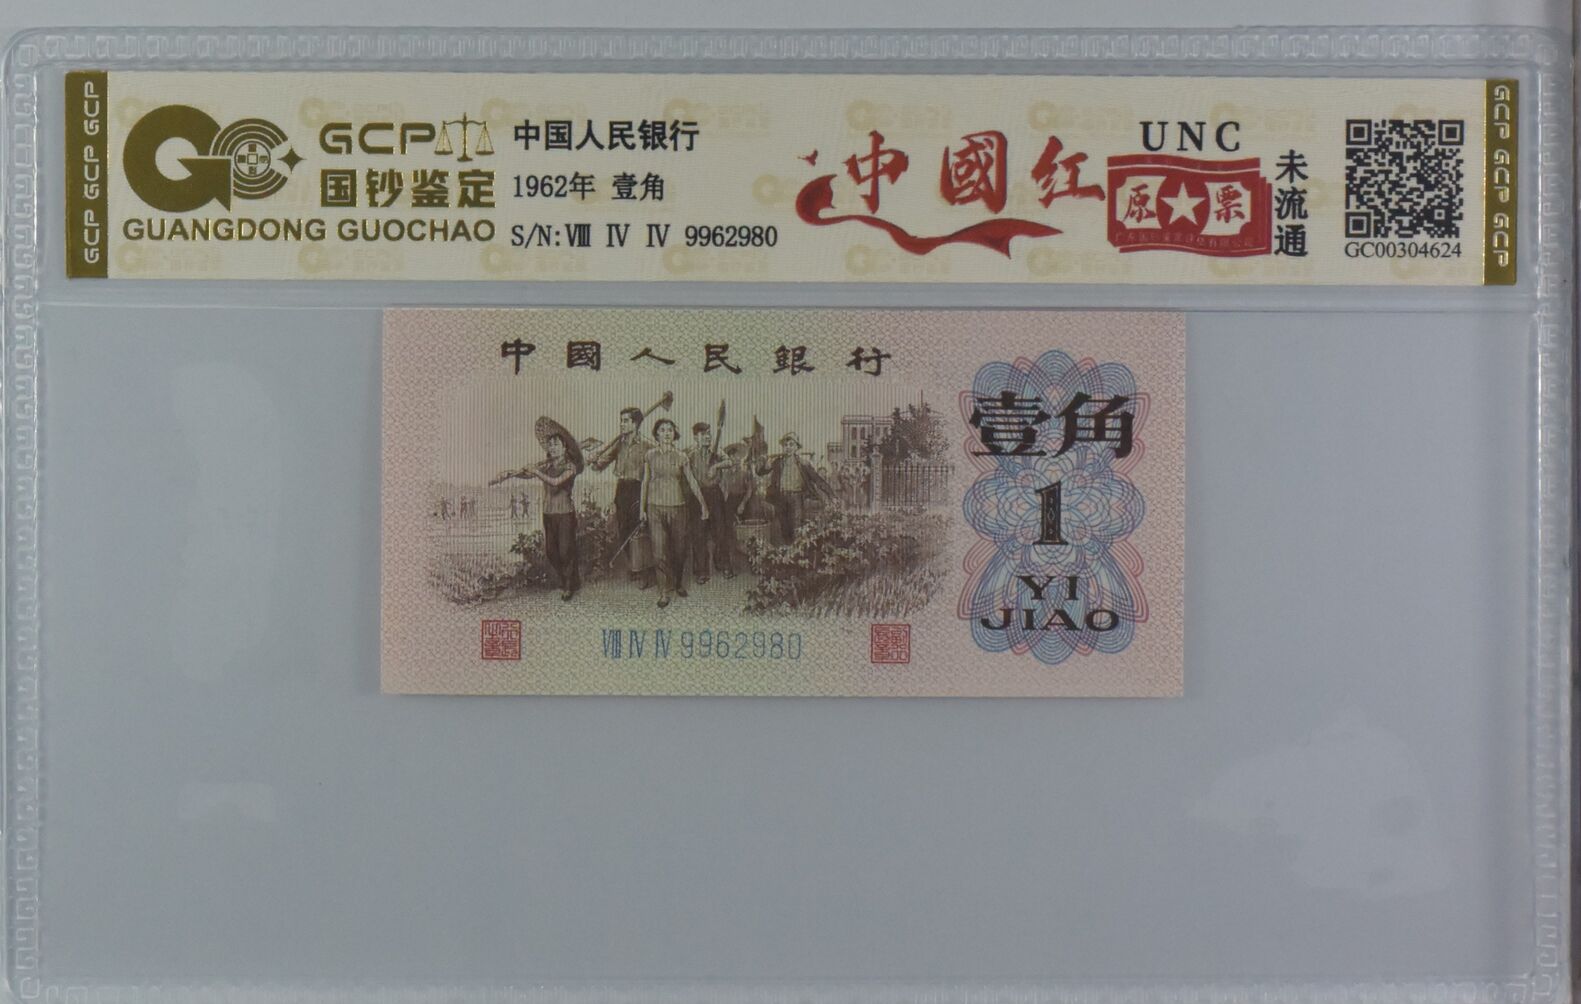 GCP GCP GCP
GCP
国钞鉴定
GUANGDONG GUOCHAO
中国人民银行
1962年 壹角
S/N:Ⅷ Ⅳ Ⅳ 9962980
中國红
原票
UNC
未流通
GC00304624
GCP GCP GCP
中國人民銀行
壹角
1
YI
JIAO
Ⅷ Ⅳ Ⅳ 9962980